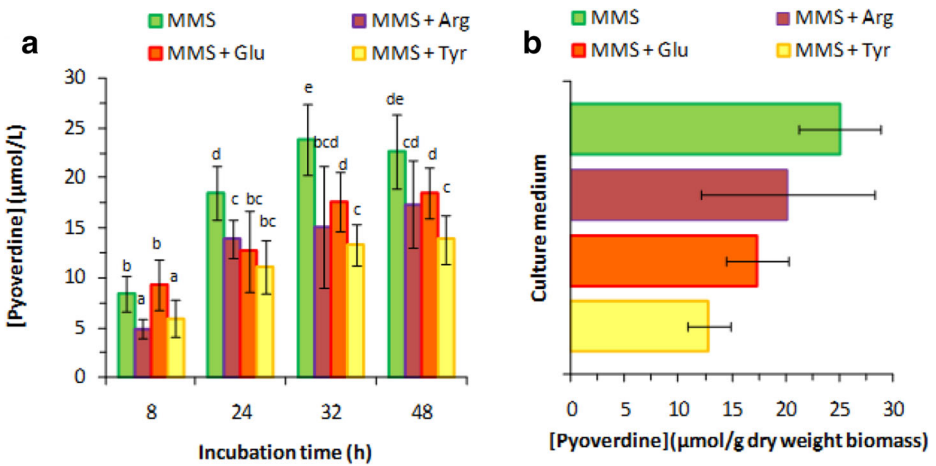 a
MMS
MMS + Arg
MMS + Glu
MMS + Tyr
[Pyoverdine] (µmol/L)
30
25
20
15
10
5
0
b
a
b
a
d
c
bc
bc
e
bcd
d
c
de
cd
d
c
8
24
32
48
Incubation time (h)
b
MMS
MMS + Arg
MMS + Glu
MMS + Tyr
Culture medium
0
5
10
15
20
25
30
[Pyoverdine](µmol/g dry weight biomass)